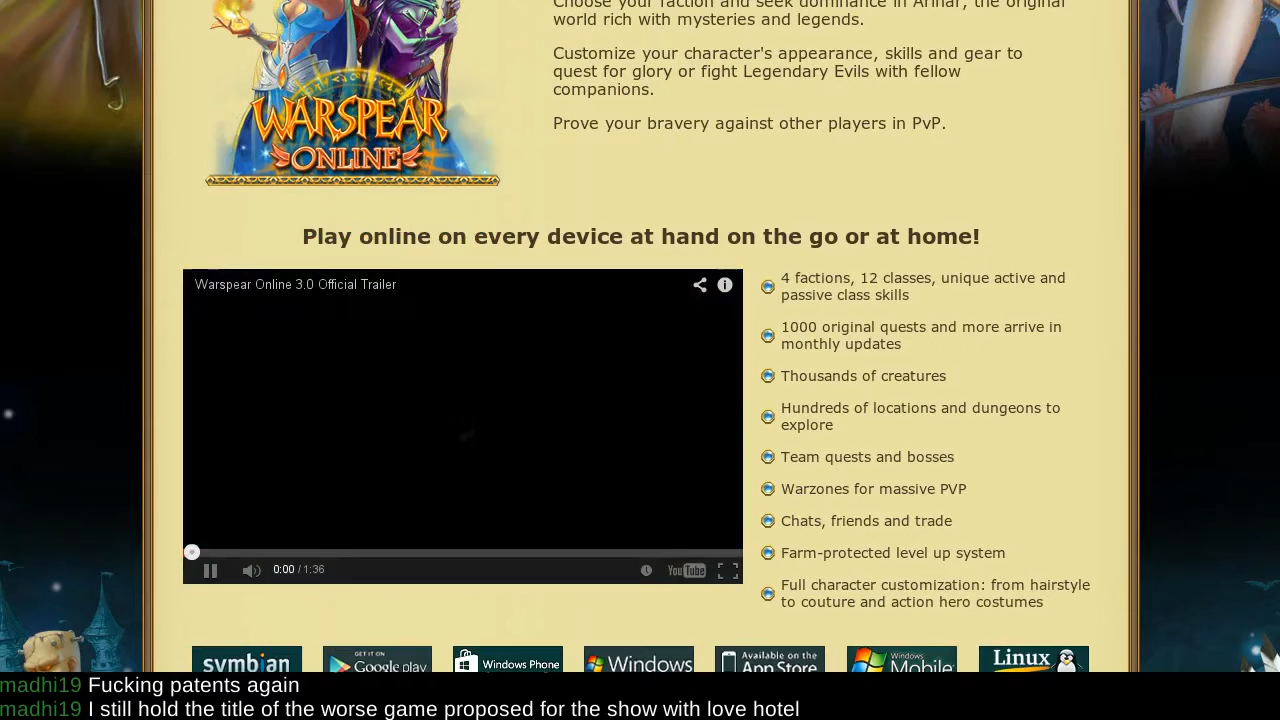 Choose your faction and seek dominance in Arinar, the original
world rich with mysteries and legends.
Customize your character's appearance, skills and gear to
quest for glory or fight Legendary Evils with fellow
companions.
Prove your bravery against other players in PvP.
WARSPEAR
ONLINE
Play online on every device at hand on the go or at home!
Warspear Online 3.0 Official Trailer
0:00 / 1:36
YouTube
4 factions, 12 classes, unique active and
passive class skills
1000 original quests and more arrive in
monthly updates
Thousands of creatures
Hundreds of locations and dungeons to
explore
Team quests and bosses
Warzones for massive PVP
Chats, friends and trade
Farm-protected level up system
Full character customization: from hairstyle
to couture and action hero costumes
symbian
GET IT ON
Google play
Windows Phone
Windows
Available on the
App Store
Windows
Mobile
Linux
madhi19 Fucking patents again
madhi19 I still hold the title of the worse game proposed for the show with love hotel